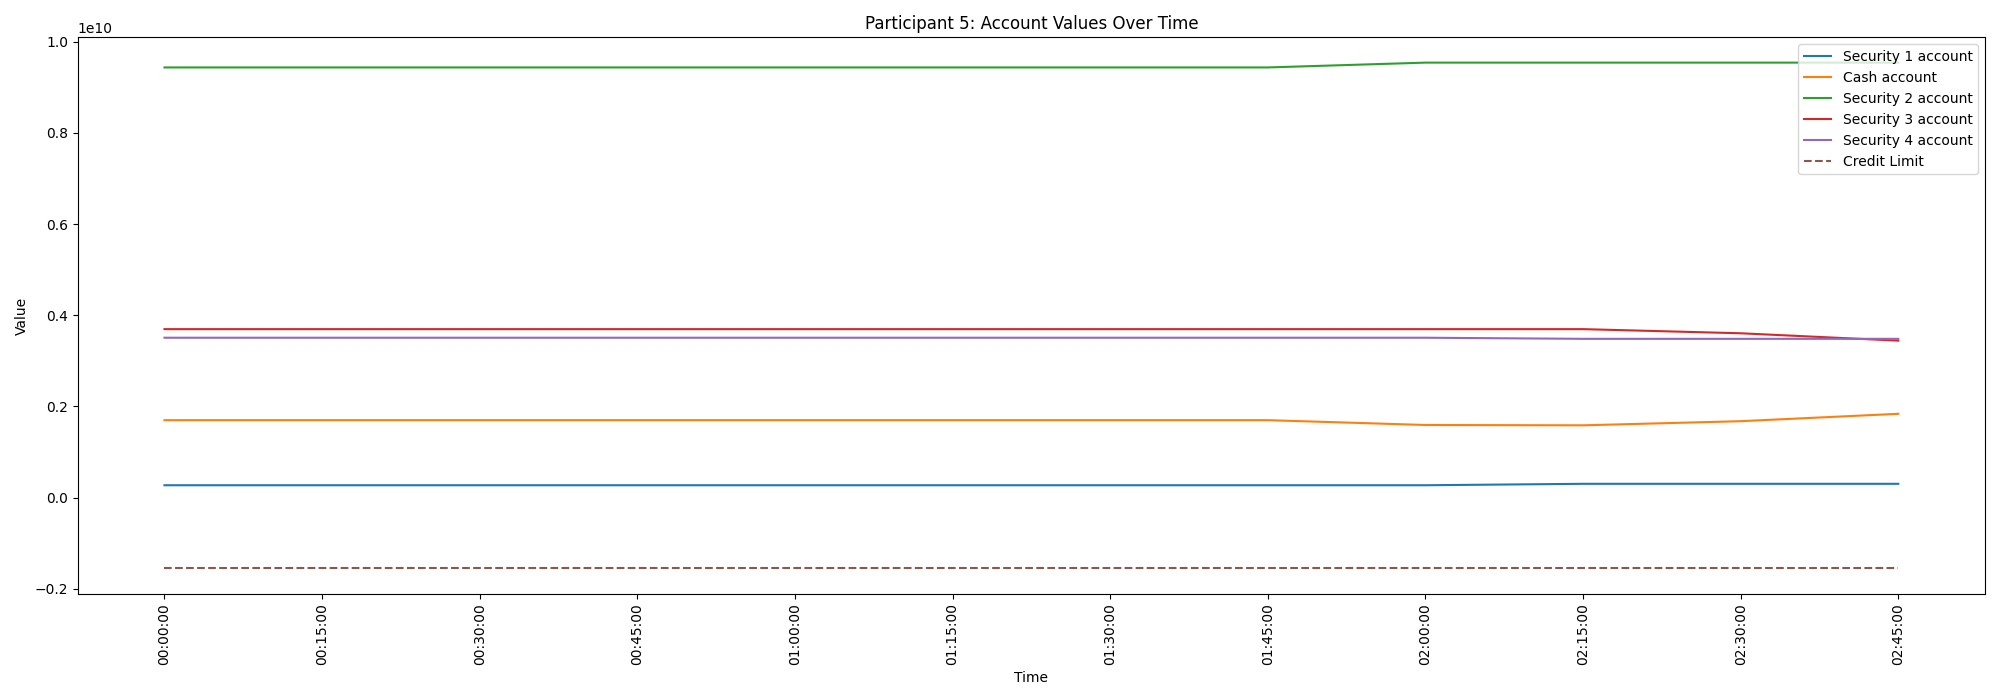 Participant 5: Account Values Over Time
1e10
1.0
0.8
0.6
0.4
0.2
0.0
−0.2
Value
Security 1 account
Cash account
Security 2 account
Security 3 account
Security 4 account
Credit Limit
00:00:00
00:15:00
00:30:00
00:45:00
01:00:00
01:15:00
01:30:00
01:45:00
02:00:00
02:15:00
02:30:00
02:45:00
Time